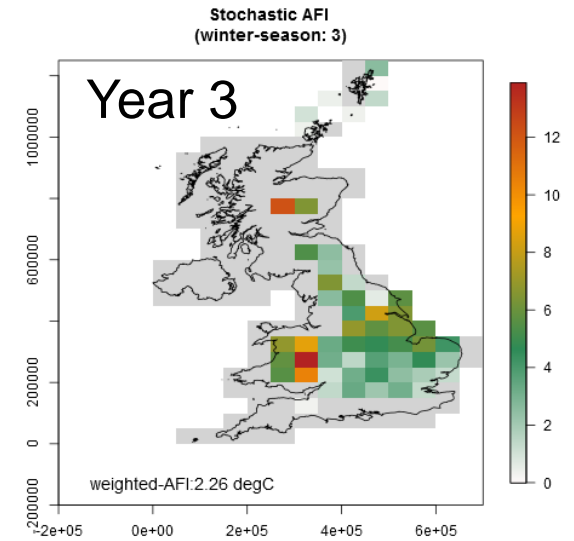 Stochastic AFI
(winter-season: 3)
Year 3
1000000
600000
200000
0
-200000
weighted-AFI:2.26 degC
-2e+05 0e+00 2e+05 4e+05 6e+05
12
10
8
6
4
2
0